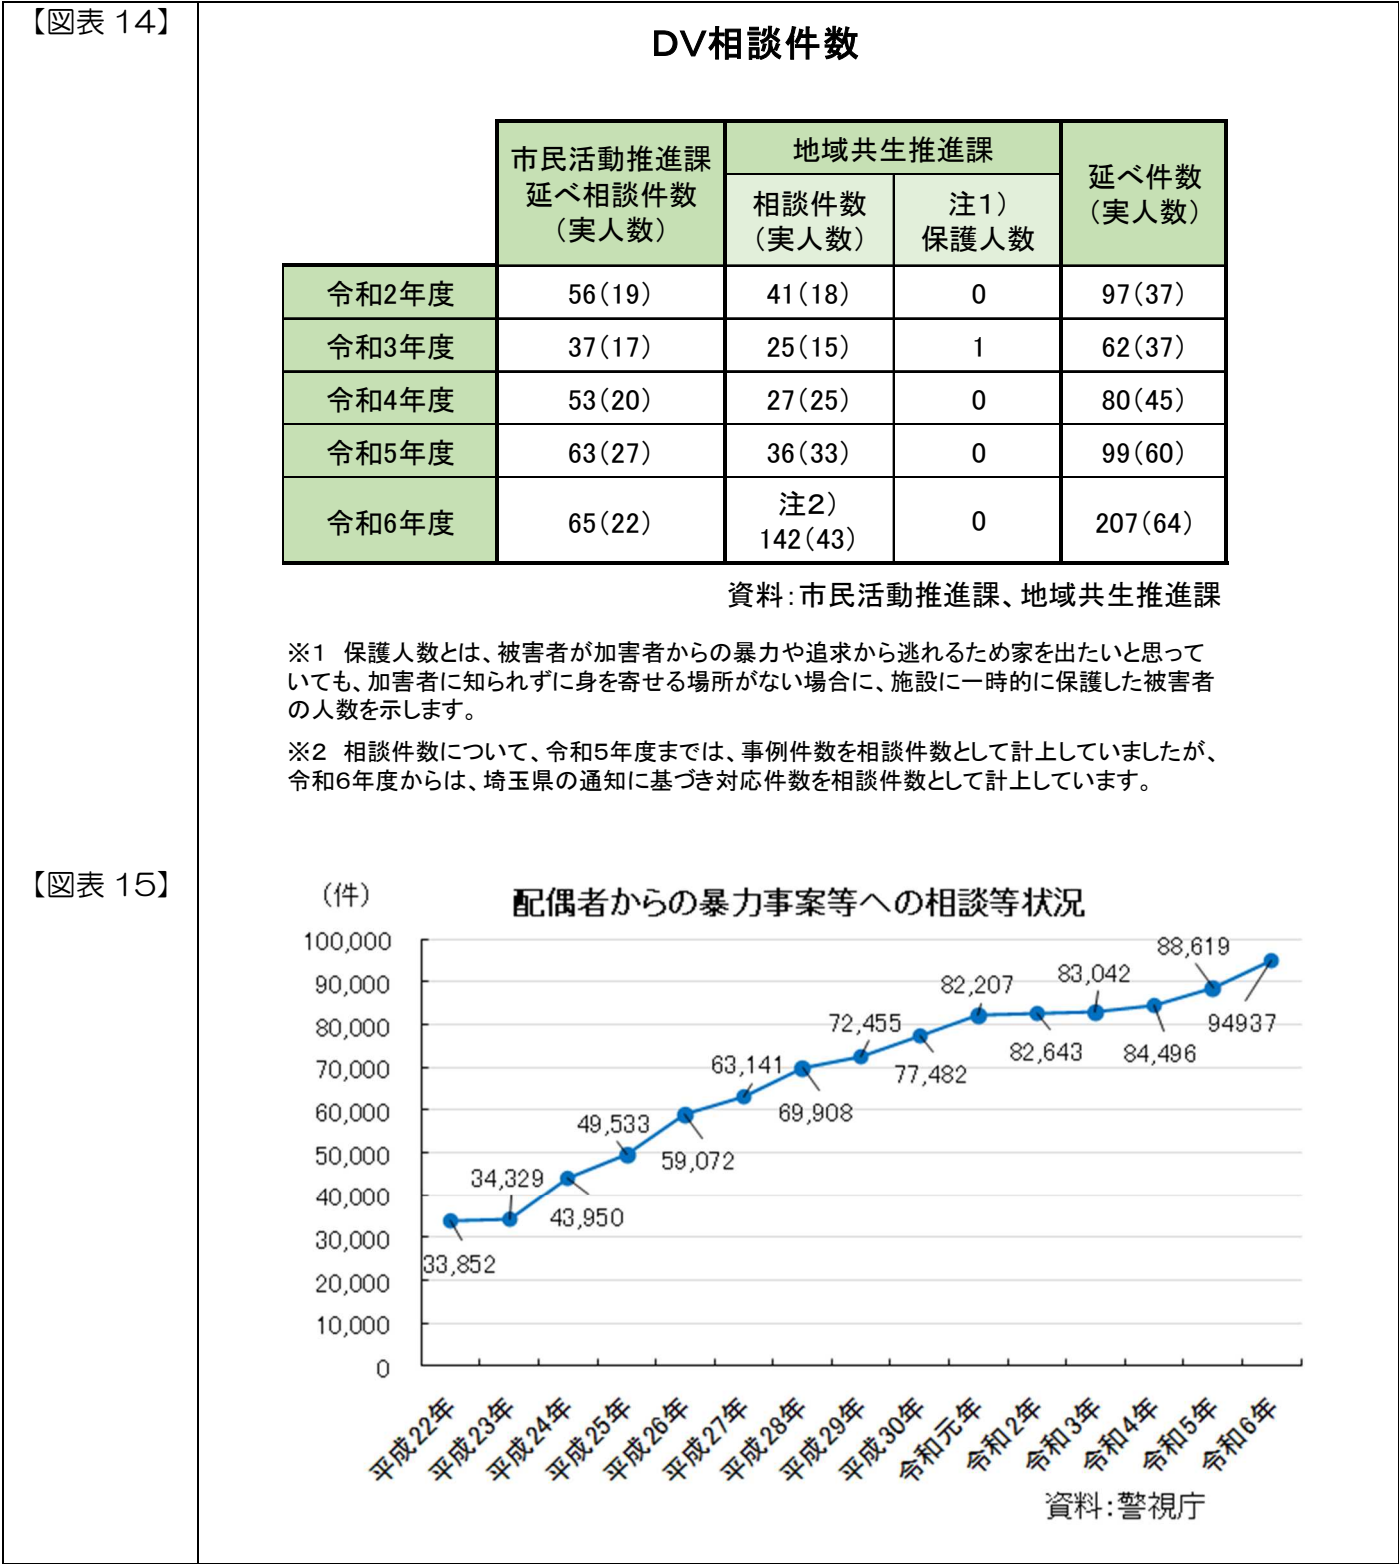 【図表 14】
DV相談件数
市民活動推進課
延べ相談件数
（実人数）
地域共生推進課
延べ件数
（実人数）
相談件数
（実人数）
注１）
保護人数
令和2年度 56（19） 41（18） 0 97（37）
令和3年度 37（17） 25（15） 1 62（37）
令和4年度 53（20） 27（25） 0 80（45）
令和5年度 63（27） 36（33） 0 99（60）
令和6年度 65（22） 注２） 142（43） 0 207（64）
資料：市民活動推進課、地域共生推進課
※１　保護人数とは、被害者が加害者からの暴力や追求から逃れるため家を出たいと思って
いても、加害者に知られずに身を寄せる場所がない場合に、施設に一時的に保護した被害者
の人数を示します。
※２　相談件数について、令和５年度までは、事例件数を相談件数として計上していましたが、
令和６年度からは、埼玉県の通知に基づき対応件数を相談件数として計上しています。
【図表 15】
（件）
配偶者からの暴力事案等への相談等状況
100,000
90,000
80,000
70,000
60,000
50,000
40,000
30,000
20,000
10,000
0
33,852
34,329
43,950
49,533
59,072
63,141
69,908
72,455
77,482
82,207
82,643
83,042
84,496
88,619
94937
平成22年
平成23年
平成24年
平成25年
平成26年
平成27年
平成28年
平成29年
平成30年
令和元年
令和2年
令和3年
令和4年
令和5年
令和6年
資料：警視庁